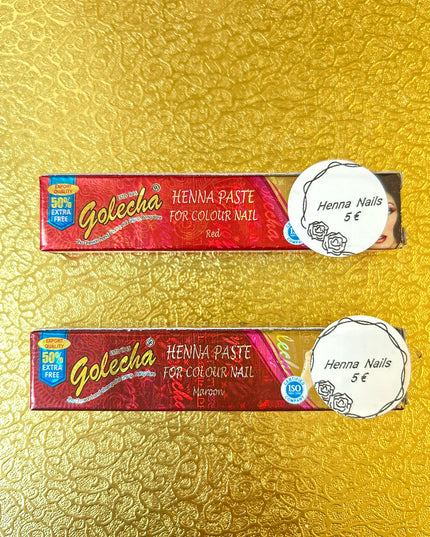 EXPORT
QUALITY
50%
EXTRA
FREE
Golecha®
HENNA PASTE
FOR COLOUR NAIL
Red
ISO
Henna Nails
5 €
EXPORT
QUALITY
50%
EXTRA
FREE
Golecha®
HENNA PASTE
FOR COLOUR NAIL
Maroon
ISO
Henna Nails
5 €